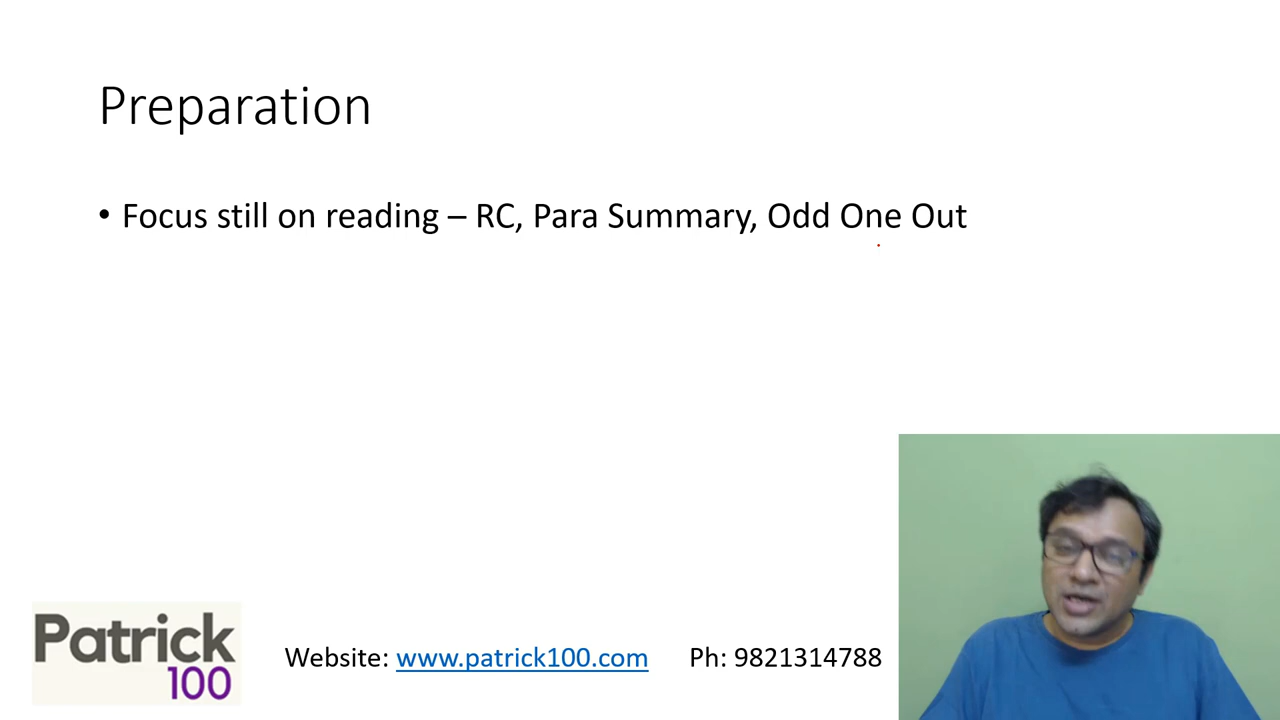 Preparation
• Focus still on reading – RC, Para Summary, Odd One Out
Patrick
100
Website: www.patrick100.com Ph: 9821314788